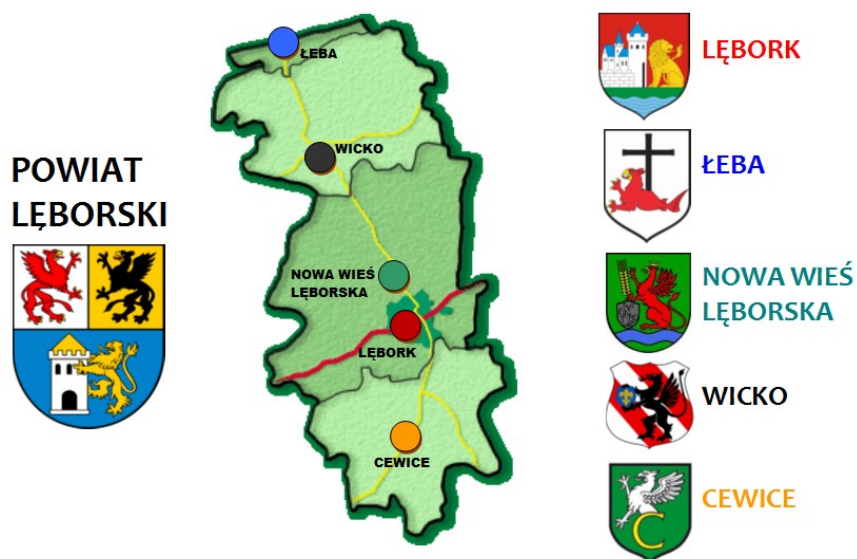 POWIAT
LĘBORSKI
ŁEBA
WICKO
NOWA WIEŚ
LĘBORSKA
LĘBORK
CEWICE
LĘBORK
ŁEBA
NOWA WIEŚ
LĘBORSKA
WICKO
CEWICE
C